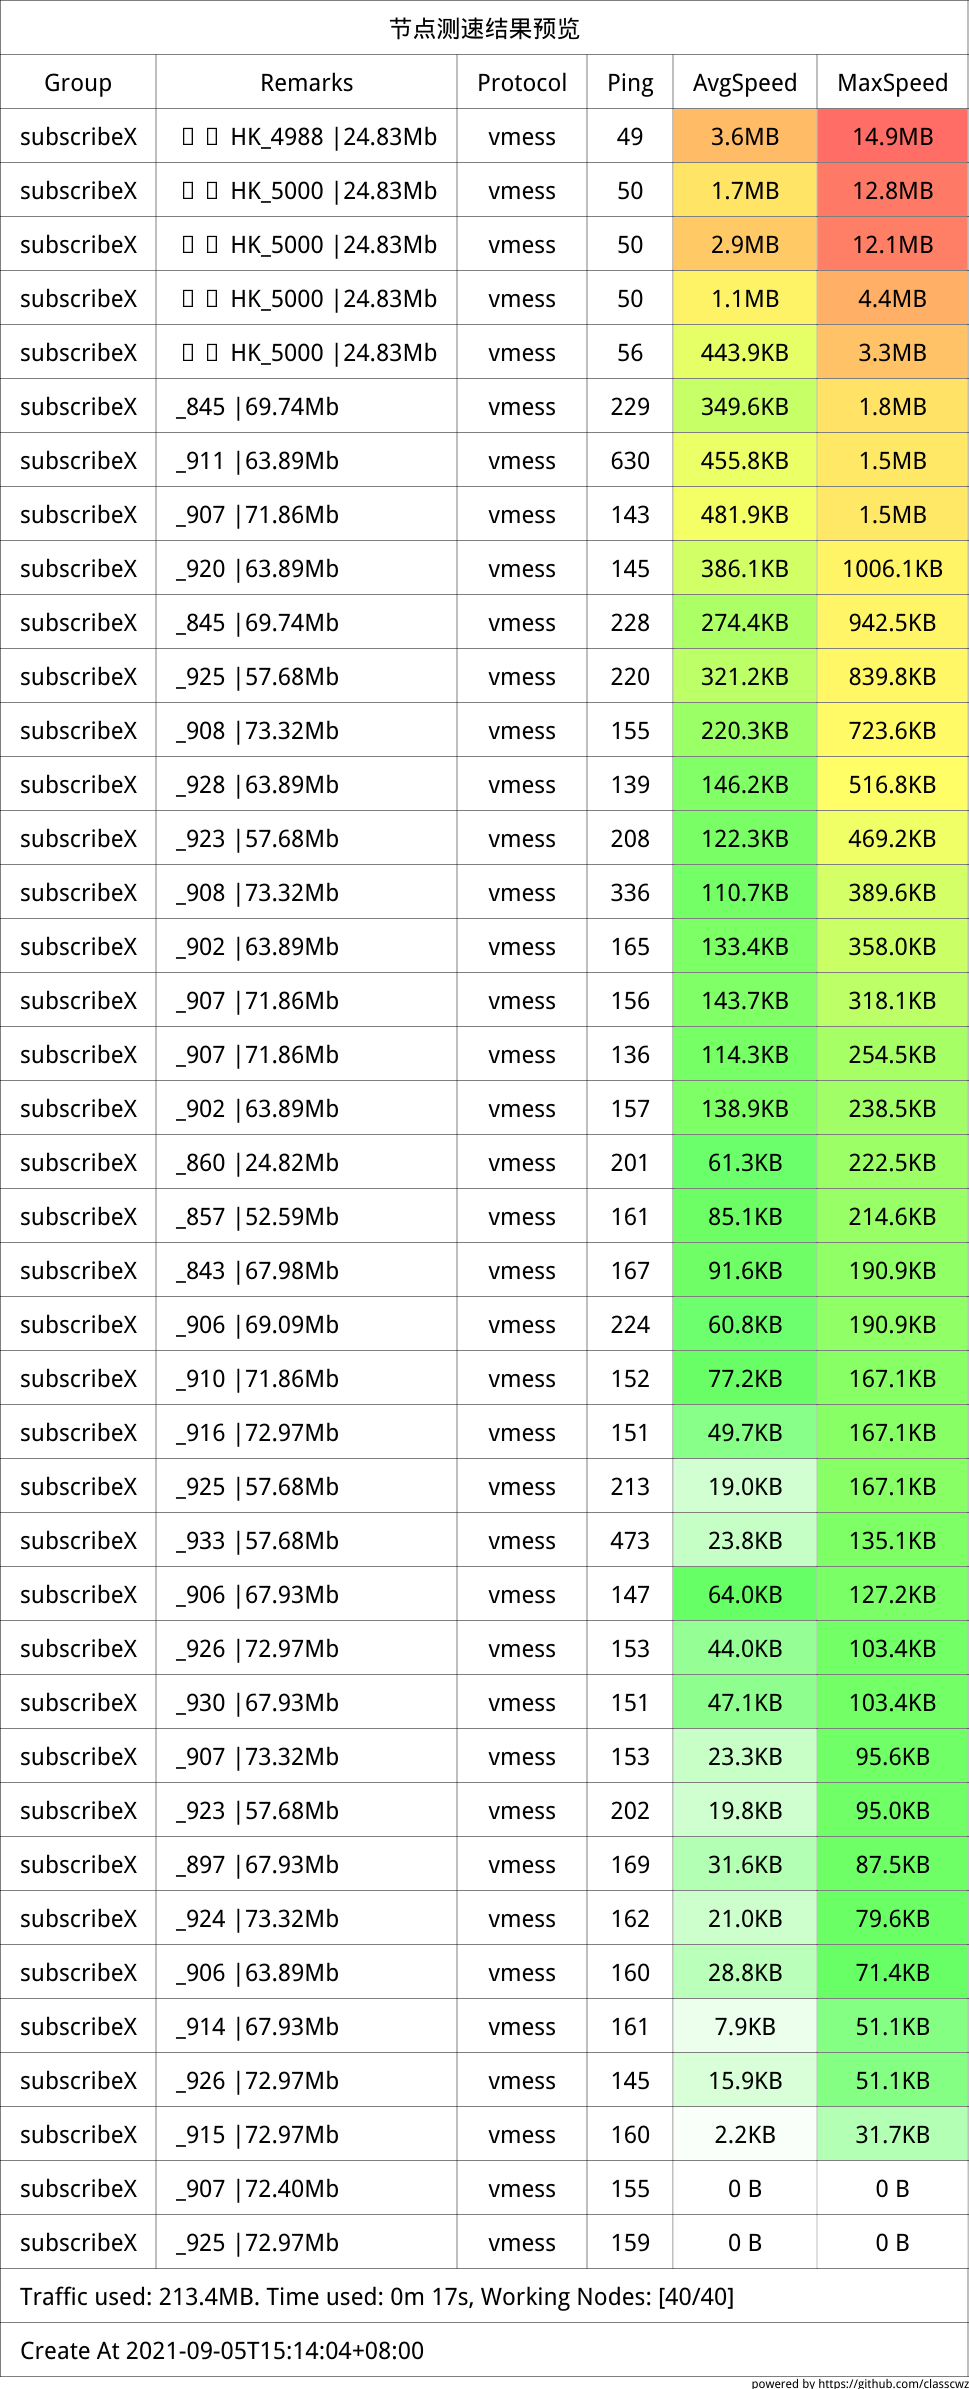 节点测速结果预览
Group Remarks Protocol Ping AvgSpeed MaxSpeed
subscribeX HK_4988 |24.83Mb vmess 49 3.6MB 14.9MB
subscribeX HK_5000 |24.83Mb vmess 50 1.7MB 12.8MB
subscribeX HK_5000 |24.83Mb vmess 50 2.9MB 12.1MB
subscribeX HK_5000 |24.83Mb vmess 50 1.1MB 4.4MB
subscribeX HK_5000 |24.83Mb vmess 56 443.9KB 3.3MB
subscribeX _845 |69.74Mb vmess 229 349.6KB 1.8MB
subscribeX _911 |63.89Mb vmess 630 455.8KB 1.5MB
subscribeX _907 |71.86Mb vmess 143 481.9KB 1.5MB
subscribeX _920 |63.89Mb vmess 145 386.1KB 1006.1KB
subscribeX _845 |69.74Mb vmess 228 274.4KB 942.5KB
subscribeX _925 |57.68Mb vmess 220 321.2KB 839.8KB
subscribeX _908 |73.32Mb vmess 155 220.3KB 723.6KB
subscribeX _928 |63.89Mb vmess 139 146.2KB 516.8KB
subscribeX _923 |57.68Mb vmess 208 122.3KB 469.2KB
subscribeX _908 |73.32Mb vmess 336 110.7KB 389.6KB
subscribeX _902 |63.89Mb vmess 165 133.4KB 358.0KB
subscribeX _907 |71.86Mb vmess 156 143.7KB 318.1KB
subscribeX _907 |71.86Mb vmess 136 114.3KB 254.5KB
subscribeX _902 |63.89Mb vmess 157 138.9KB 238.5KB
subscribeX _860 |24.82Mb vmess 201 61.3KB 222.5KB
subscribeX _857 |52.59Mb vmess 161 85.1KB 214.6KB
subscribeX _843 |67.98Mb vmess 167 91.6KB 190.9KB
subscribeX _906 |69.09Mb vmess 224 60.8KB 190.9KB
subscribeX _910 |71.86Mb vmess 152 77.2KB 167.1KB
subscribeX _916 |72.97Mb vmess 151 49.7KB 167.1KB
subscribeX _925 |57.68Mb vmess 213 19.0KB 167.1KB
subscribeX _933 |57.68Mb vmess 473 23.8KB 135.1KB
subscribeX _906 |67.93Mb vmess 147 64.0KB 127.2KB
subscribeX _926 |72.97Mb vmess 153 44.0KB 103.4KB
subscribeX _930 |67.93Mb vmess 151 47.1KB 103.4KB
subscribeX _907 |73.32Mb vmess 153 23.3KB 95.6KB
subscribeX _923 |57.68Mb vmess 202 19.8KB 95.0KB
subscribeX _897 |67.93Mb vmess 169 31.6KB 87.5KB
subscribeX _924 |73.32Mb vmess 162 21.0KB 79.6KB
subscribeX _906 |63.89Mb vmess 160 28.8KB 71.4KB
subscribeX _914 |67.93Mb vmess 161 7.9KB 51.1KB
subscribeX _926 |72.97Mb vmess 145 15.9KB 51.1KB
subscribeX _915 |72.97Mb vmess 160 2.2KB 31.7KB
subscribeX _907 |72.40Mb vmess 155 0 B 0 B
subscribeX _925 |72.97Mb vmess 159 0 B 0 B
Traffic used: 213.4MB. Time used: 0m 17s, Working Nodes: [40/40]
Create At 2021-09-05T15:14:04+08:00
powered by https://github.com/classcwz